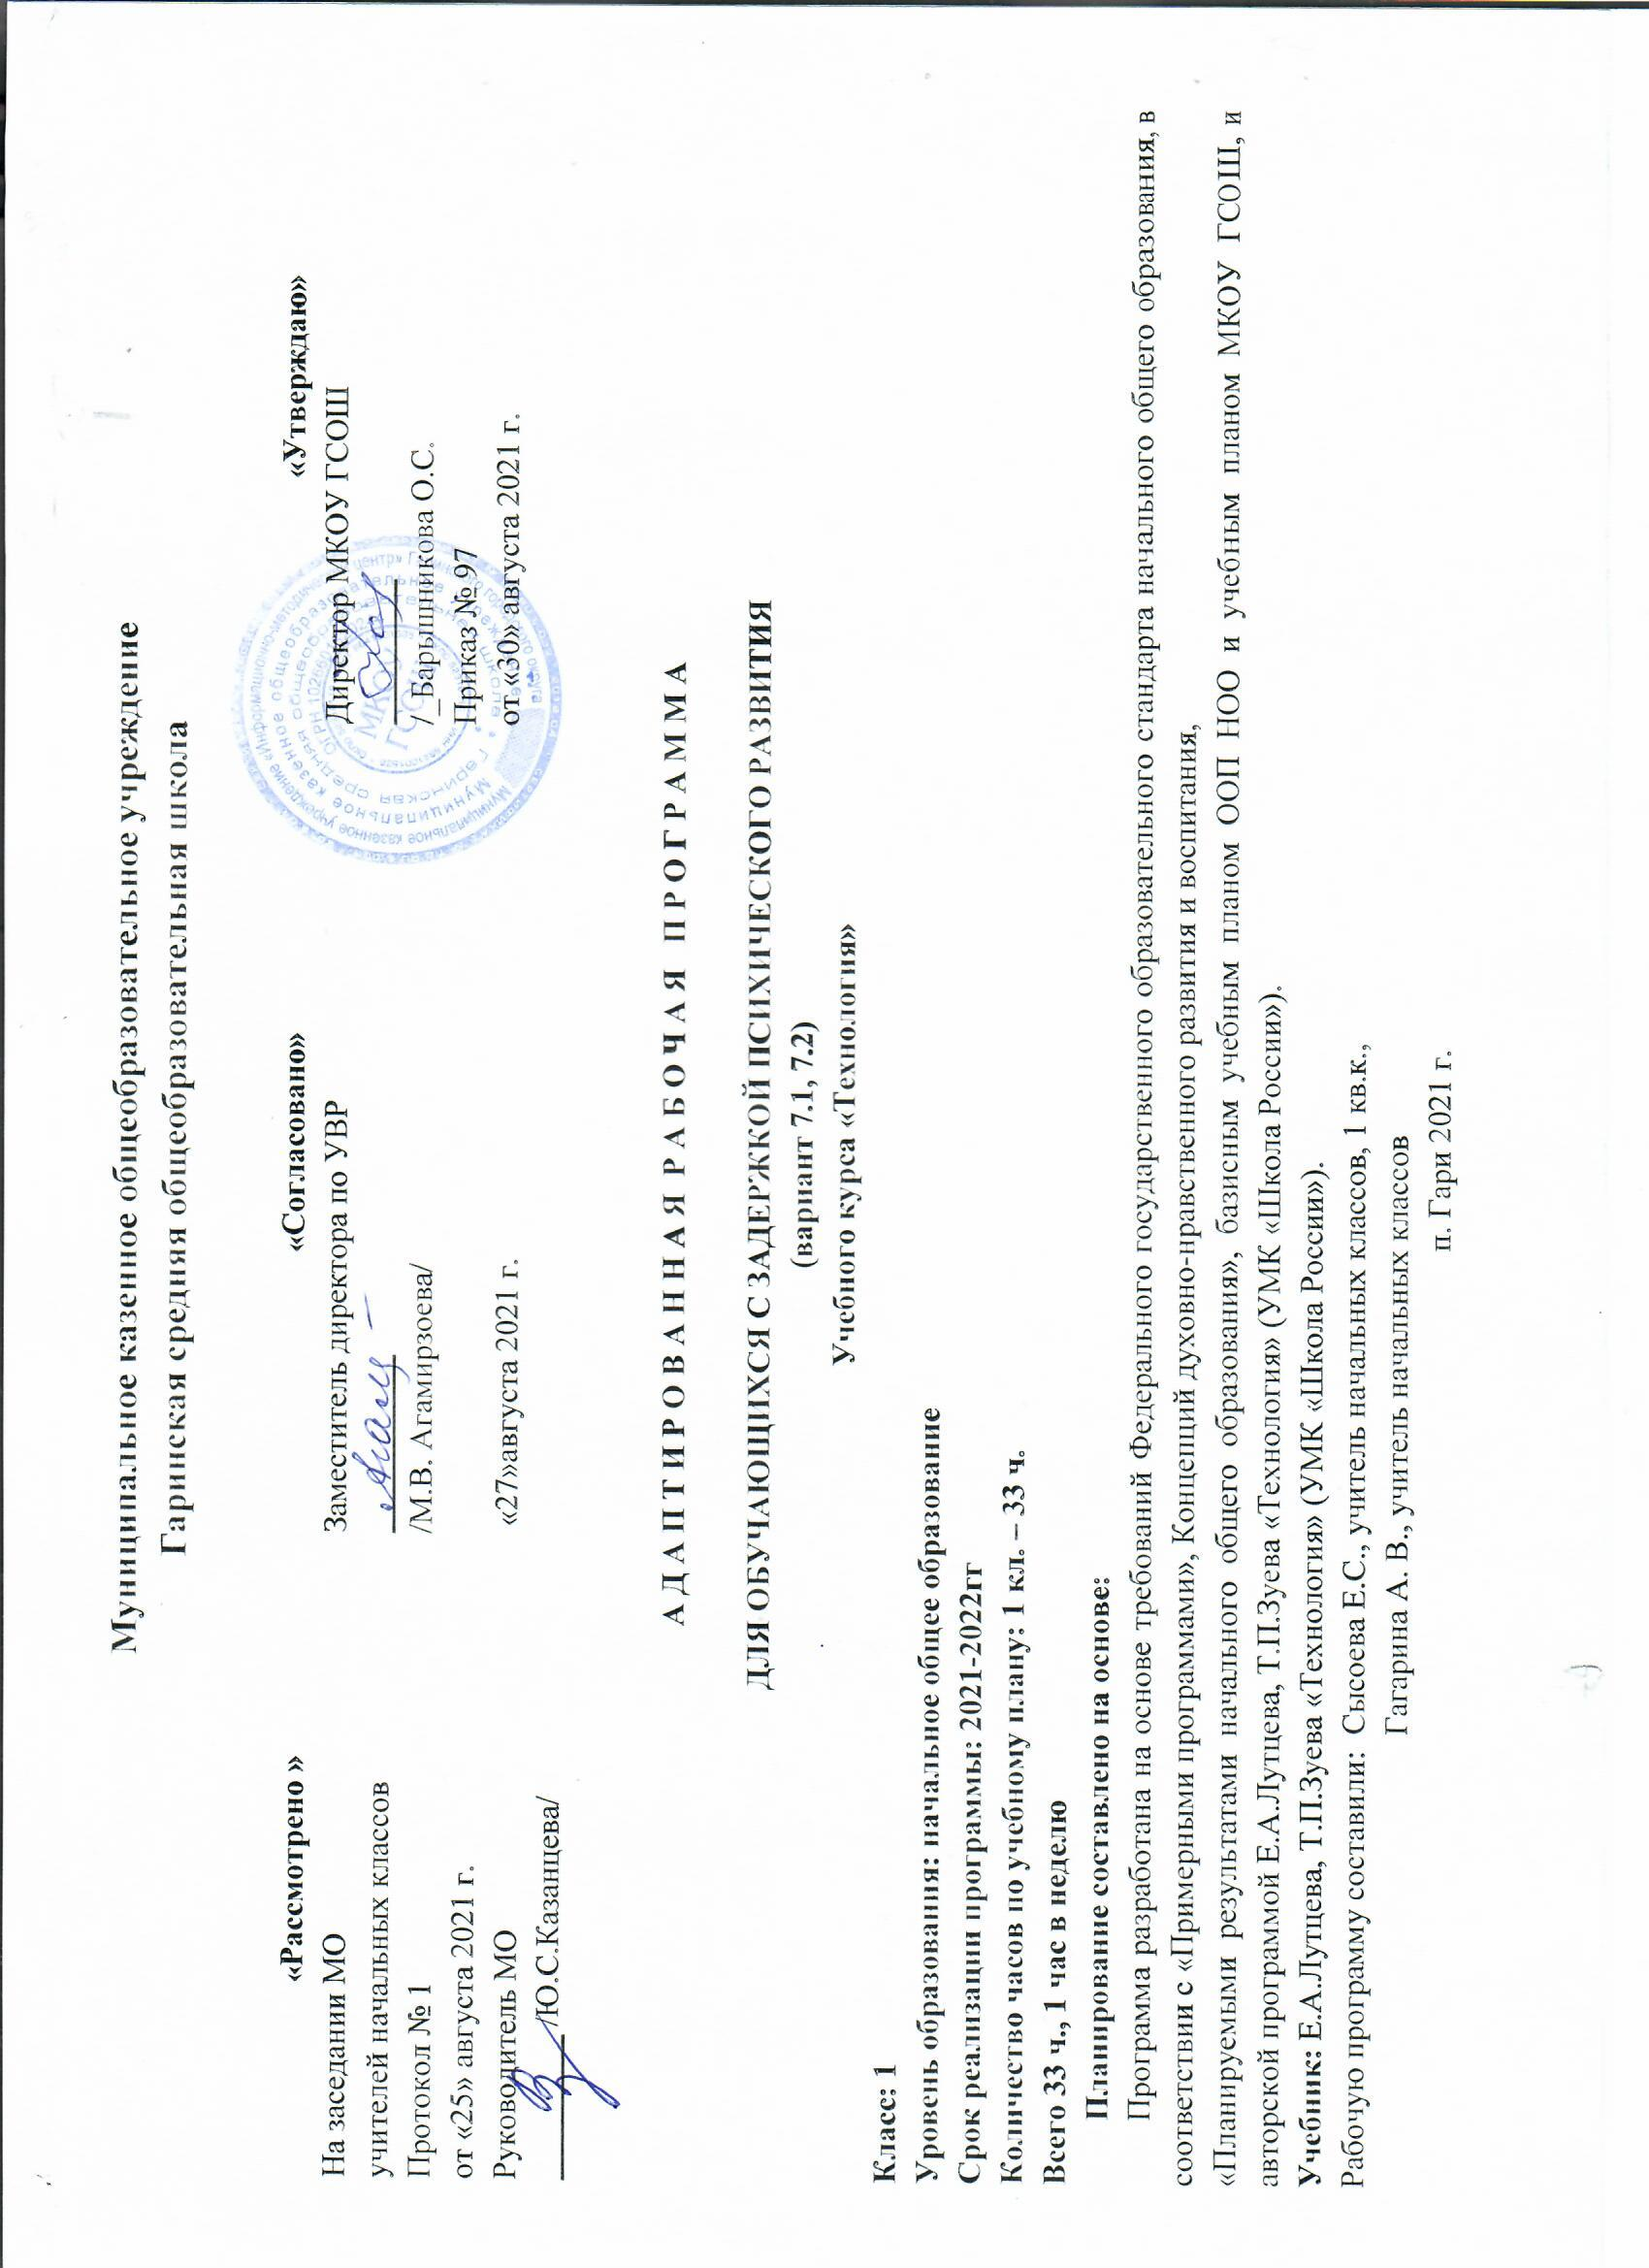 Муниципальное казенное общеобразовательное учреждение
Гаринская средняя общеобразовательная школа
«Рассмотрено »
На заседании МО
учителей начальных классов
Протокол № 1
от «25» августа 2021 г.
Руководитель МО
/Ю.С.Казанцева/
«Согласовано»
Заместитель директора по УВР
/М.В. Агамирзоева/
«27»августа 2021 г.
«Утверждаю»
Директор МКОУ ГСОШ
/_Барышникова О.С.
Приказ № 97
от «30» августа 2021 г.
А Д А П Т И Р О В А Н Н А Я Р А Б О Ч А Я П Р О Г Р А М М А
ДЛЯ ОБУЧАЮЩИХСЯ С ЗАДЕРЖКОЙ ПСИХИЧЕСКОГО РАЗВИТИЯ
(вариант 7.1, 7.2)
Учебного курса «Технология»
Класс: 1
Уровень образования: начальное общее образование
Срок реализации программы: 2021-2022гг
Количество часов по учебному плану: 1 кл. – 33 ч.
Всего 33 ч., 1 час в неделю
Планирование составлено на основе:
Программа разработана на основе требований Федерального государственного образовательного стандарта начального общего образования, в
соответствии с «Примерными программами», Концепций духовно-нравственного развития и воспитания,
«Планируемыми результатами начального общего образования», базисным учебным планом ООП НОО и учебным планом МКОУ ГСОШ, и
авторской программой Е.А.Лутцева, Т.П.Зуева «Технология» (УМК «Школа России»).
Учебник: Е.А.Лутцева, Т.П.Зуева «Технология» (УМК «Школа России»).
Рабочую программу составили: Сысоева Е.С., учитель начальных классов, 1 кв.к.,
Гагарина А. В., учитель начальных классов
п. Гари 2021 г.